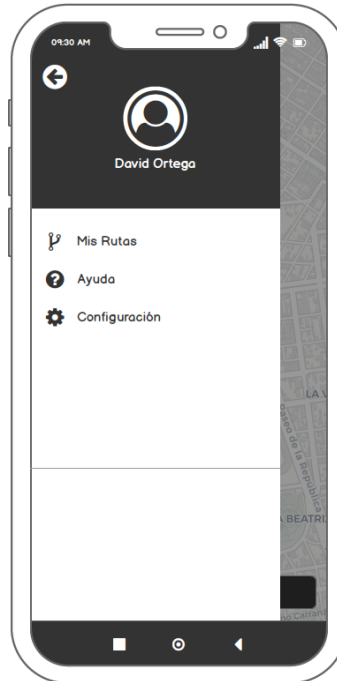 09:30 AM
David Ortega
Mis Rutas
Ayuda
Configuración
LA
Paseo de la República
BEATRI